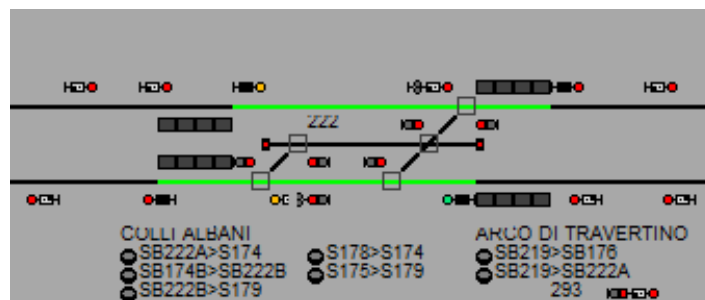 222
COLLI ALBANI ARCO DI TRAVERTINO
SB222A>S174 S178>S174 SB219>SB176
SB174B>SB222B S175>S179 SB219>SB222A
SB222B>S179 293